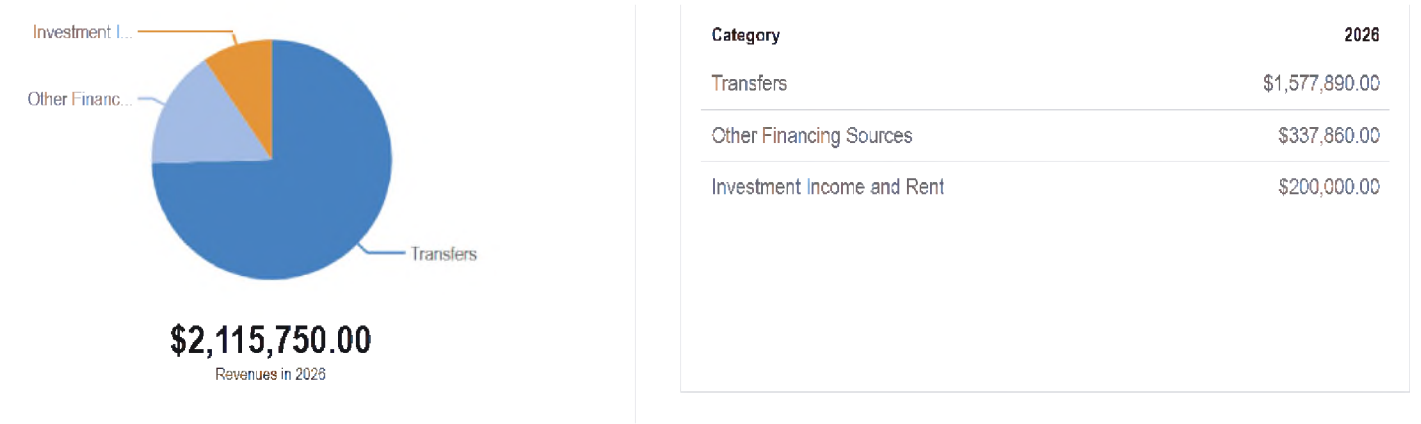 Investment I...
Other Financ...
Transfers
$2,115,750.00
Revenues in 2026
Category 2026
Transfers $1,577,890.00
Other Financing Sources $337,860.00
Investment Income and Rent $200,000.00